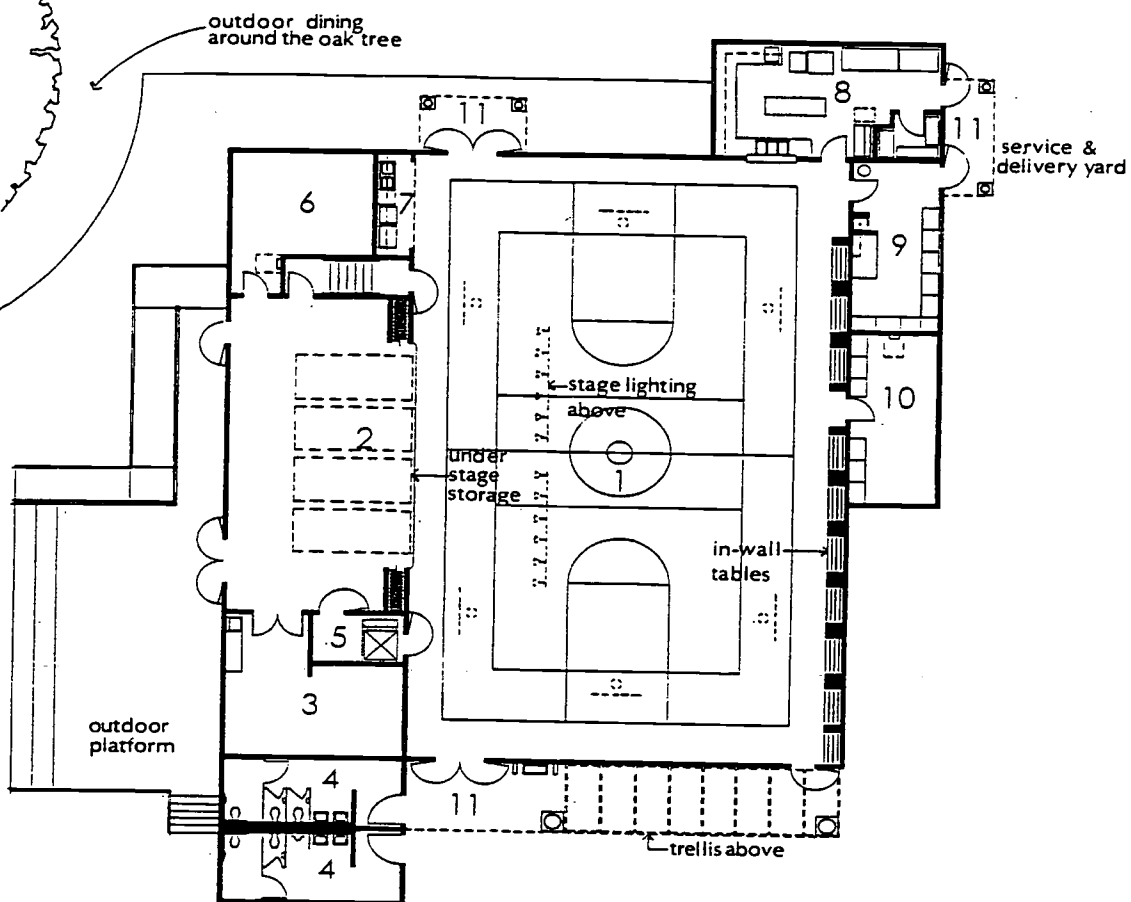 outdoor dining
around the oak tree
11
8
11
service &
delivery yard
6
7
9
stage lighting
above
10
2
under
stage
storage
1
in-wall
tables
5
3
outdoor
platform
4
11
trellis above
4